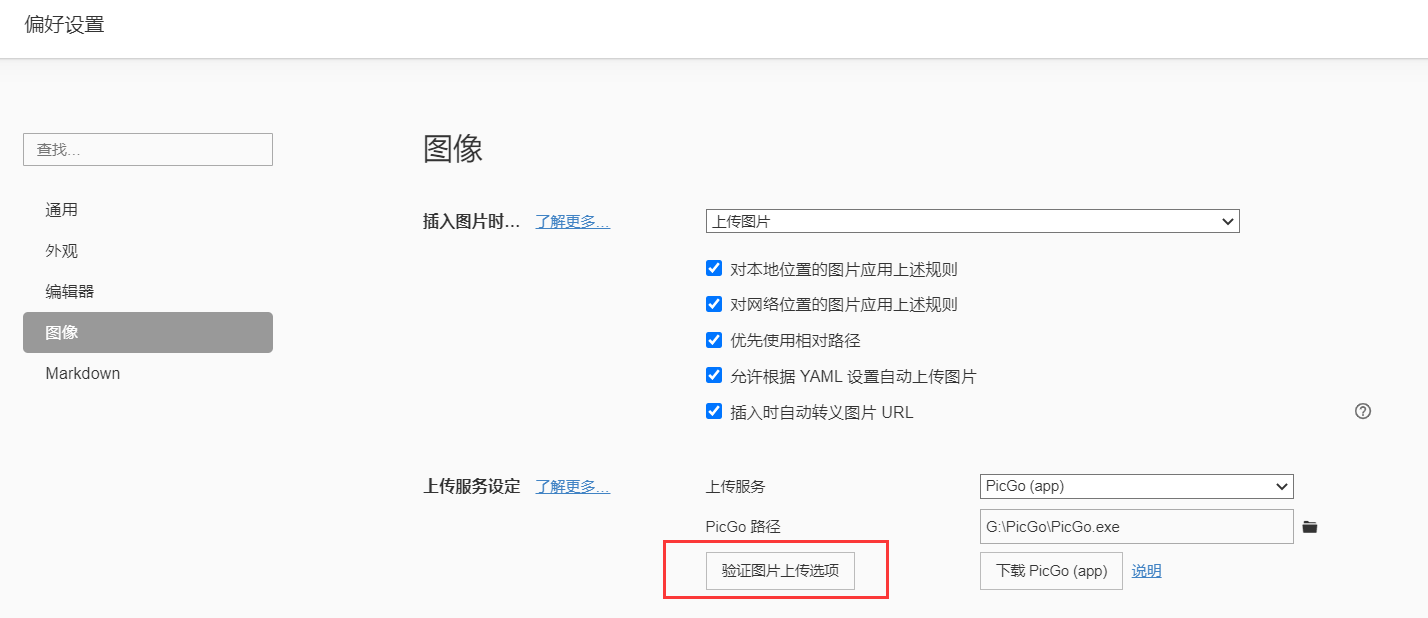 偏好设置
查找...
通用
外观
编辑器
图像
Markdown
图像
插入图片时... 了解更多... 上传图片
对本地位置的图片应用上述规则
对网络位置的图片应用上述规则
优先使用相对路径
允许根据 YAML 设置自动上传图片
插入时自动转义图片 URL
上传服务设定 了解更多... 上传服务 PicGo (app)
PicGo 路径 G:\PicGo\PicGo.exe
验证图片上传选项 下载 PicGo (app) 说明